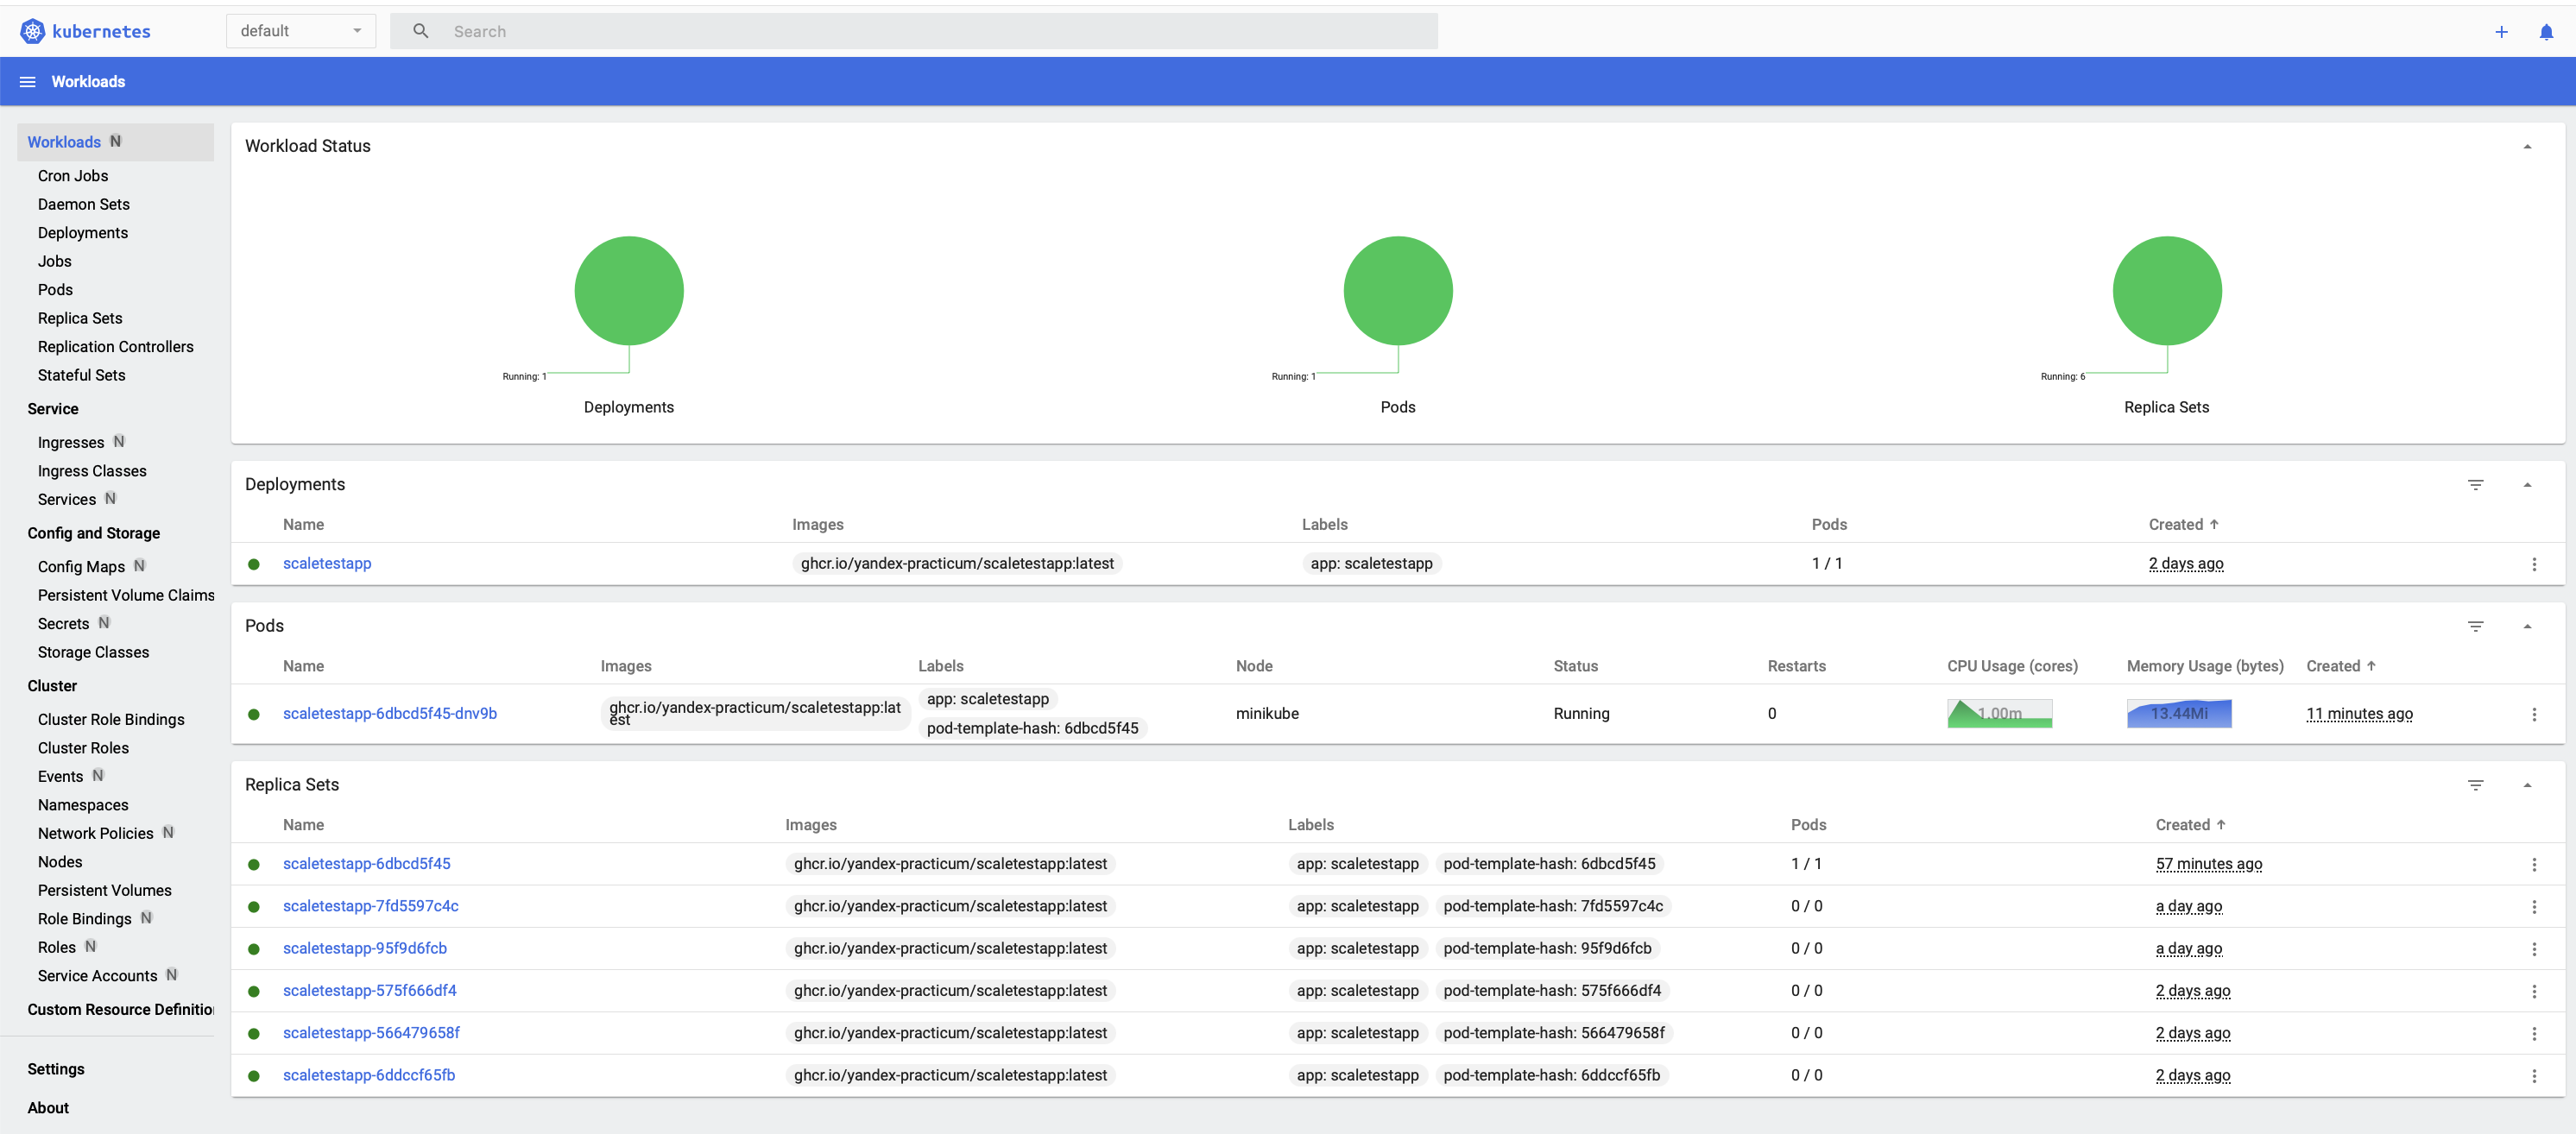 kubernetes default Search
Workloads
Workloads N
Cron Jobs
Daemon Sets
Deployments
Jobs
Pods
Replica Sets
Replication Controllers
Stateful Sets
Service
Ingresses N
Ingress Classes
Services N
Config and Storage
Config Maps N
Persistent Volume Claims
Secrets N
Storage Classes
Cluster
Cluster Role Bindings
Cluster Roles
Events N
Namespaces
Network Policies N
Nodes
Persistent Volumes
Role Bindings N
Roles N
Service Accounts N
Custom Resource Definitio
Settings
About
Workload Status
Running: 1 Running: 1 Running: 6
Deployments Pods Replica Sets
Deployments
Name Images Labels Pods Created
scaletestapp ghcr.io/yandex-practicum/scaletestapp:latest app: scaletestapp 1 / 1 2 days ago
Pods
Name Images Labels Node Status Restarts CPU Usage (cores) Memory Usage (bytes) Created
scaletestapp-6dbcd5f45-dnv9b ghcr.io/yandex-practicum/scaletestapp:lat
est app: scaletestapp
pod-template-hash: 6dbcd5f45 minikube Running 0 1.00m 13.44Mi 11 minutes ago
Replica Sets
Name Images Labels Pods Created
scaletestapp-6dbcd5f45 ghcr.io/yandex-practicum/scaletestapp:latest app: scaletestapp pod-template-hash: 6dbcd5f45 1 / 1 57 minutes ago
scaletestapp-7fd5597c4c ghcr.io/yandex-practicum/scaletestapp:latest app: scaletestapp pod-template-hash: 7fd5597c4c 0 / 0 a day ago
scaletestapp-95f9d6fcb ghcr.io/yandex-practicum/scaletestapp:latest app: scaletestapp pod-template-hash: 95f9d6fcb 0 / 0 a day ago
scaletestapp-575f666df4 ghcr.io/yandex-practicum/scaletestapp:latest app: scaletestapp pod-template-hash: 575f666df4 0 / 0 2 days ago
scaletestapp-566479658f ghcr.io/yandex-practicum/scaletestapp:latest app: scaletestapp pod-template-hash: 566479658f 0 / 0 2 days ago
scaletestapp-6ddccf65fb ghcr.io/yandex-practicum/scaletestapp:latest app: scaletestapp pod-template-hash: 6ddccf65fb 0 / 0 2 days ago